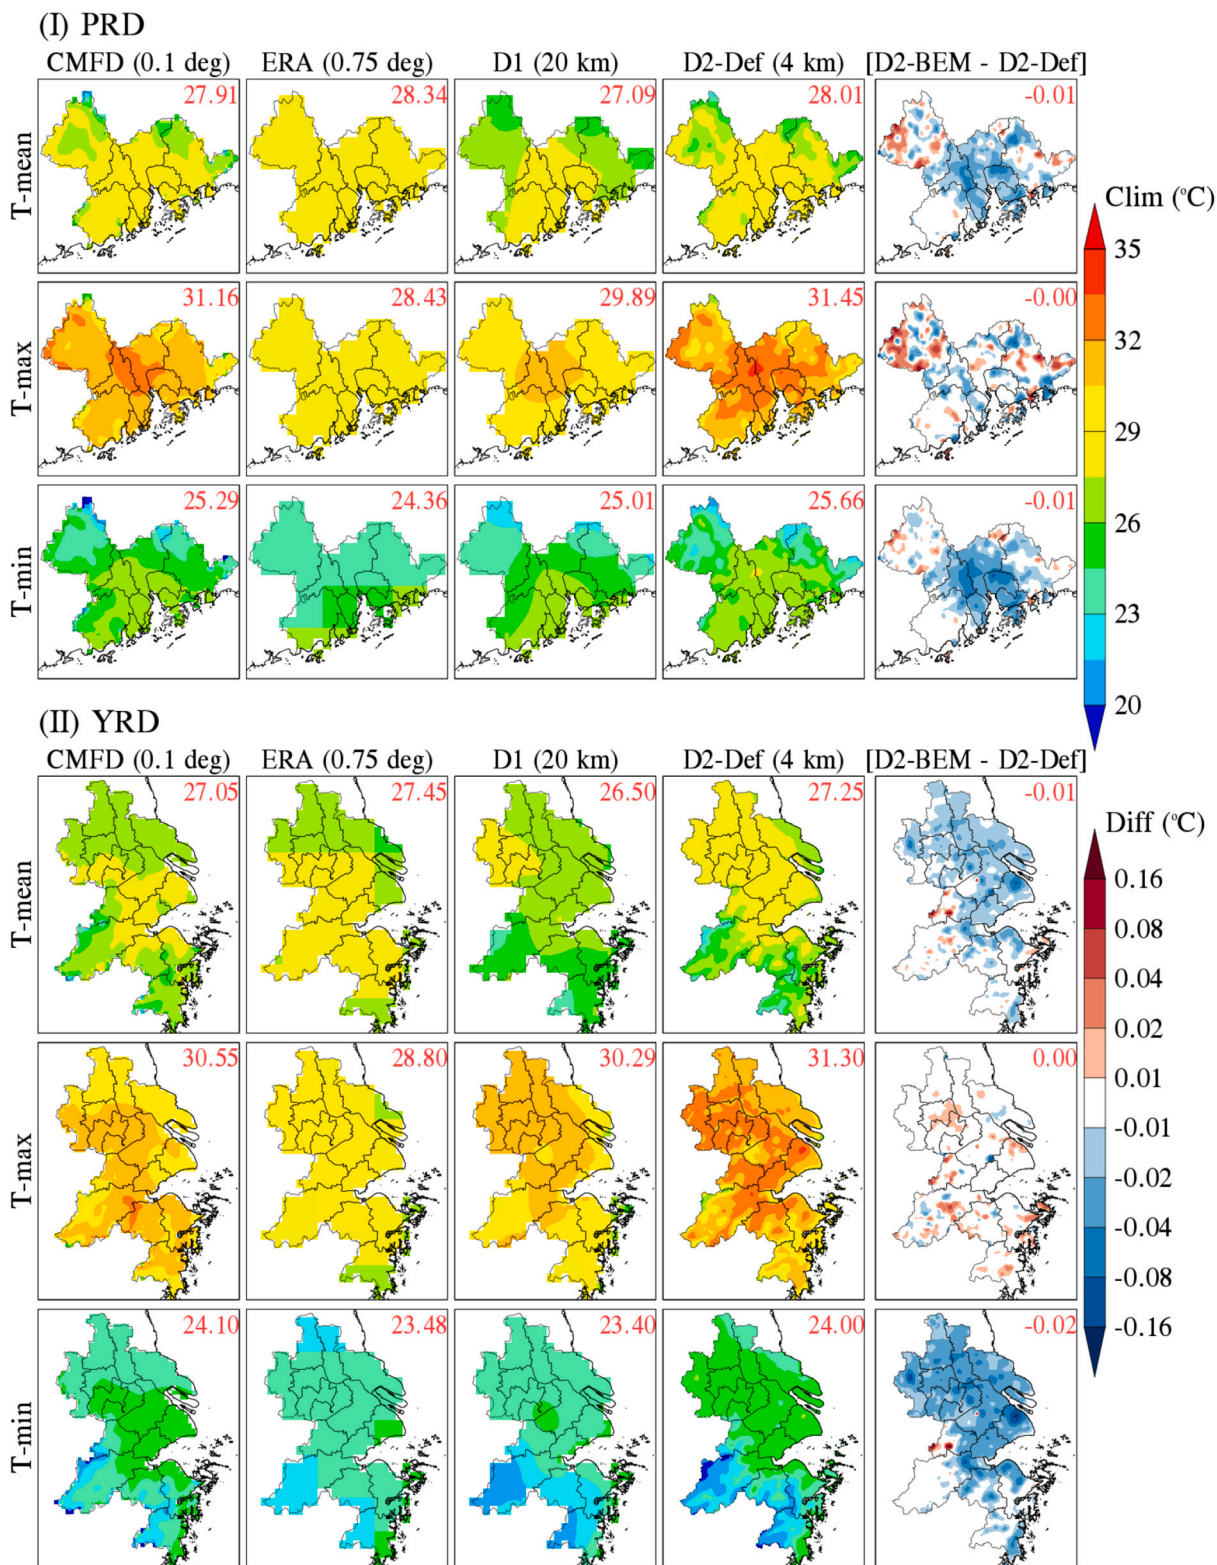 (I) PRD
CMFD (0.1 deg) ERA (0.75 deg) D1 (20 km) D2-Def (4 km) [D2-BEM - D2-Def]
T-mean 27.91 28.34 27.09 28.01 -0.01
T-max 31.16 28.43 29.89 31.45 -0.00
T-min 25.29 24.36 25.01 25.66 -0.01
Clim (°C)
35
32
29
26
23
20
(II) YRD
CMFD (0.1 deg) ERA (0.75 deg) D1 (20 km) D2-Def (4 km) [D2-BEM - D2-Def]
T-mean 27.05 27.45 26.50 27.25 -0.01
T-max 30.55 28.80 30.29 31.30 0.00
T-min 24.10 23.48 23.40 24.00 -0.02
Diff (°C)
0.16
0.08
0.04
0.02
0.01
-0.01
-0.02
-0.04
-0.08
-0.16